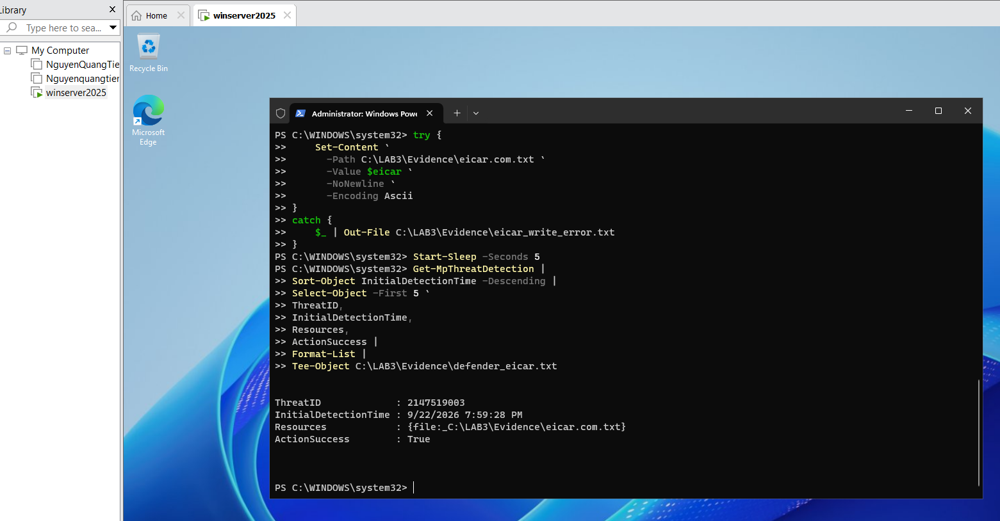 Library
Type here to sea...
My Computer
NguyenQuangTie
Nguyenquangtier
winserver2025
Home
winserver2025
Recycle Bin
Microsoft
Edge
Administrator: Windows Powe
PS C:\WINDOWS\system32> try {
>>     Set-Content `
>>       -Path C:\LAB3\Evidence\eicar.com.txt `
>>       -Value $eicar `
>>       -NoNewline `
>>       -Encoding Ascii
>> }
>> catch {
>>     $_ | Out-File C:\LAB3\Evidence\eicar_write_error.txt
>> }
PS C:\WINDOWS\system32> Start-Sleep -Seconds 5
PS C:\WINDOWS\system32> Get-MpThreatDetection |
>> Sort-Object InitialDetectionTime -Descending |
>> Select-Object -First 5 `
>> ThreatID,
>> InitialDetectionTime,
>> Resources,
>> ActionSuccess |
>> Format-List |
>> Tee-Object C:\LAB3\Evidence\defender_eicar.txt
ThreatID             : 2147519003
InitialDetectionTime : 9/22/2026 7:59:28 PM
Resources            : {file:_C:\LAB3\Evidence\eicar.com.txt}
ActionSuccess        : True
PS C:\WINDOWS\system32>